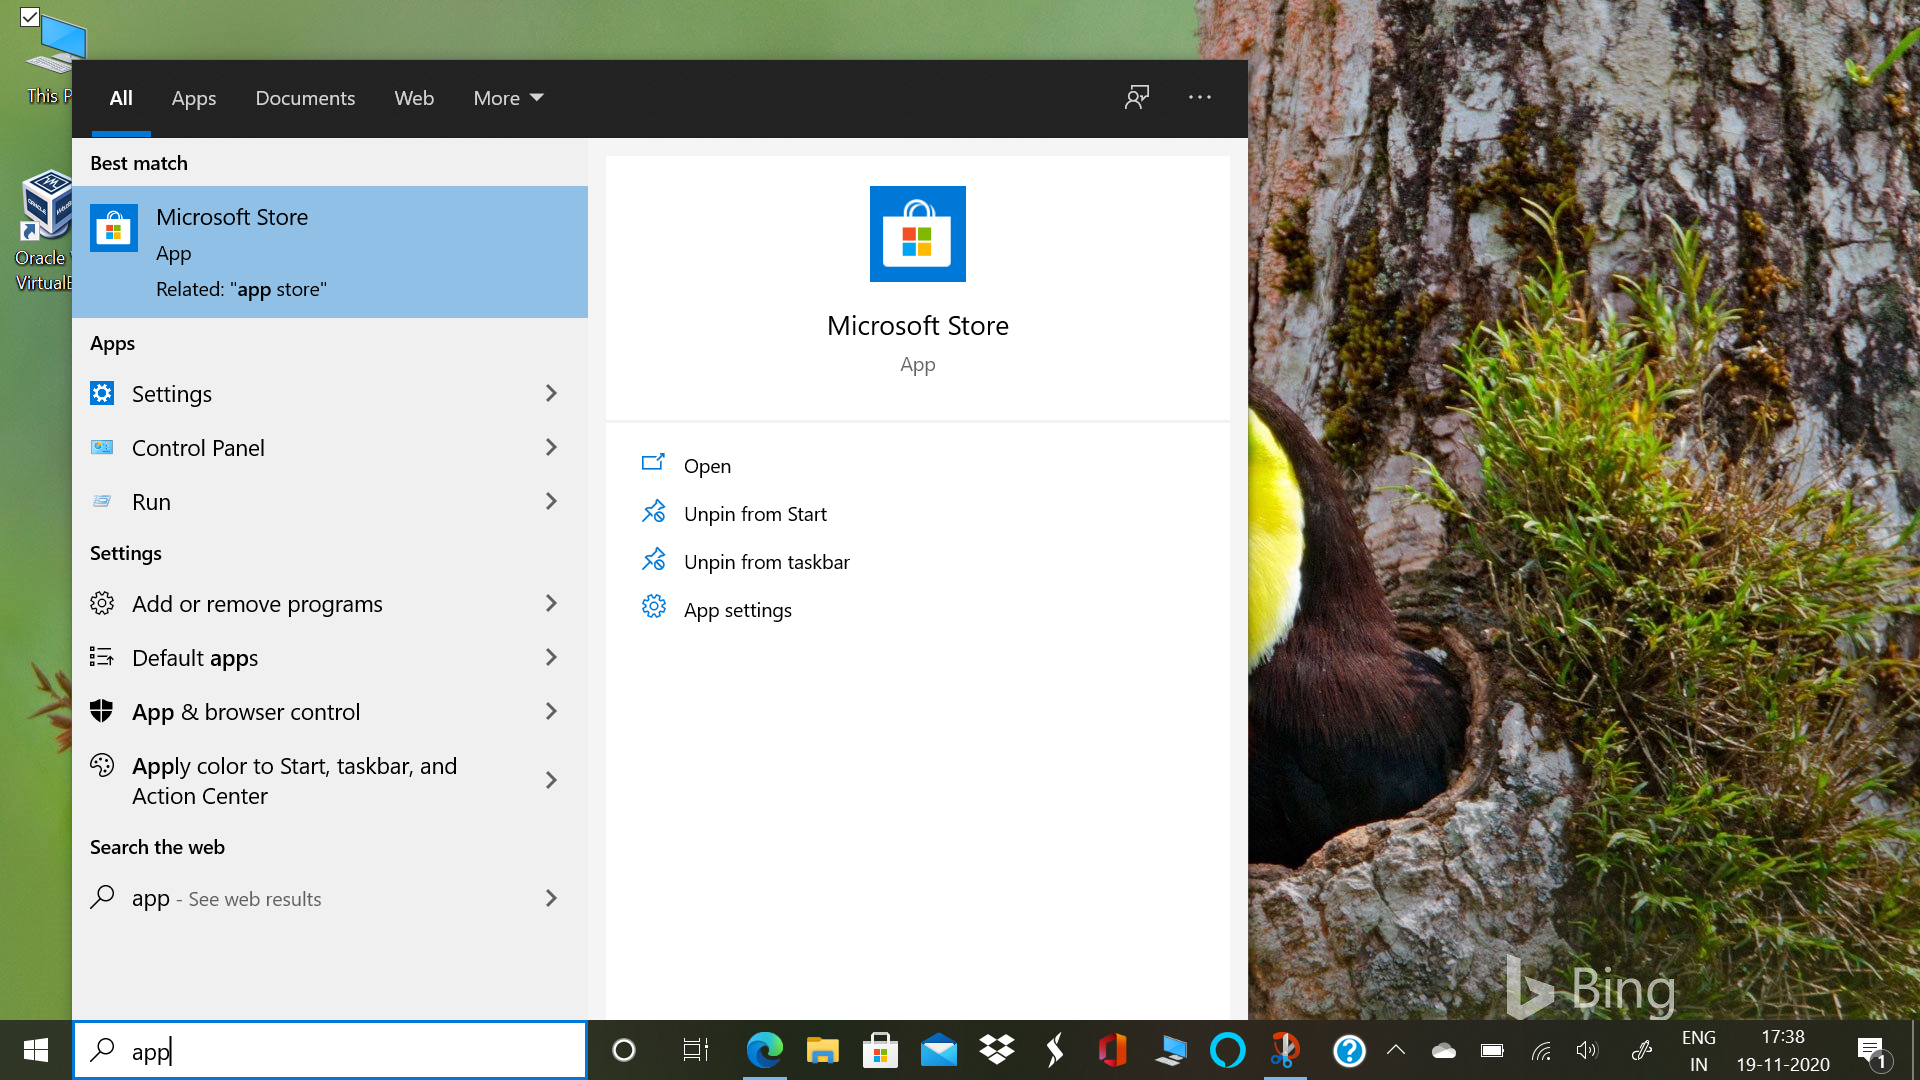 This P
Oracle
VirtualB
All
Apps
Documents
Web
More
Best match
Microsoft Store
App
Related: "app store"
Apps
Settings
Control Panel
Run
Settings
Add or remove programs
Default apps
App & browser control
Apply color to Start, taskbar, and
Action Center
Search the web
app - See web results
Microsoft Store
App
Open
Unpin from Start
Unpin from taskbar
App settings
Bing
app
ENG
IN
17:38
19-11-2020
1